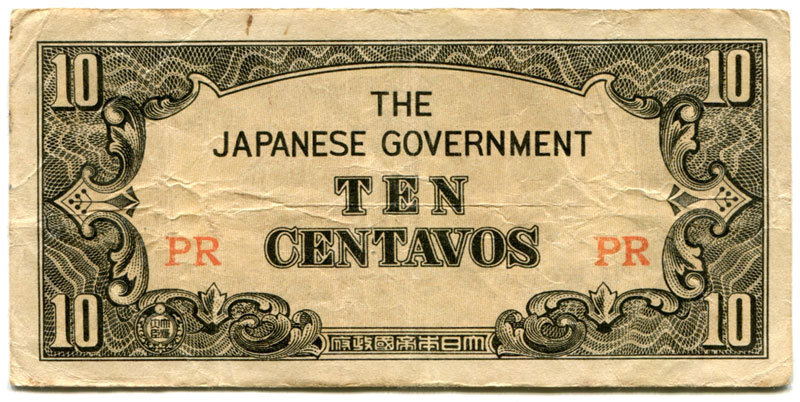 10 10
THE
JAPANESE GOVERNMENT
TEN
PR CENTAVOS PR
10 10
大日本帝國政府